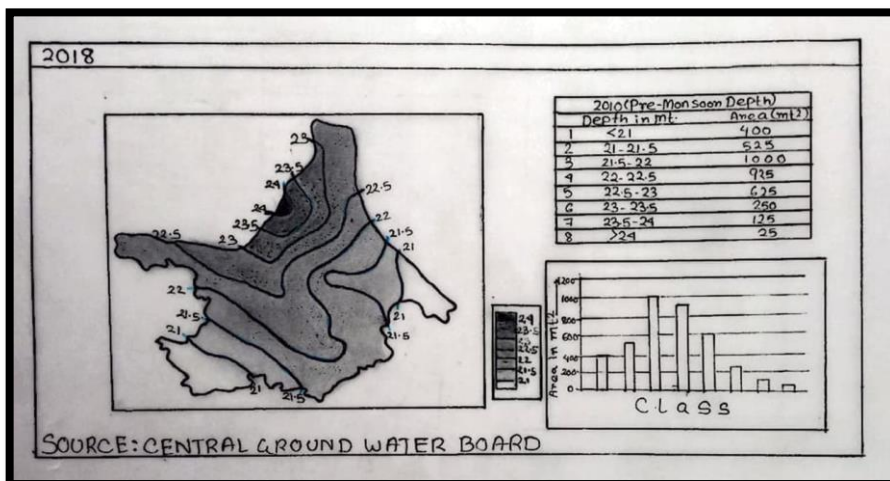 2018
2010(Pre-Monsoon Depth)
Depth in mt. Area(mt²)
1 <21 400
2 21-21.5 525
3 21.5-22 1000
4 22-22.5 925
5 22.5-23 625
6 23-23.5 250
7 23.5-24 125
8 >24 25
23
23.5
24
22.5
24
22
23.5
21.5
22.5
23
21
22
21
21.5
21.5
21
21
21.5
24
23.5
22.5
22
21.5
21
1200
1000
800
600
400
200
0
Area in mt²
Class
SOURCE: CENTRAL GROUND WATER BOARD